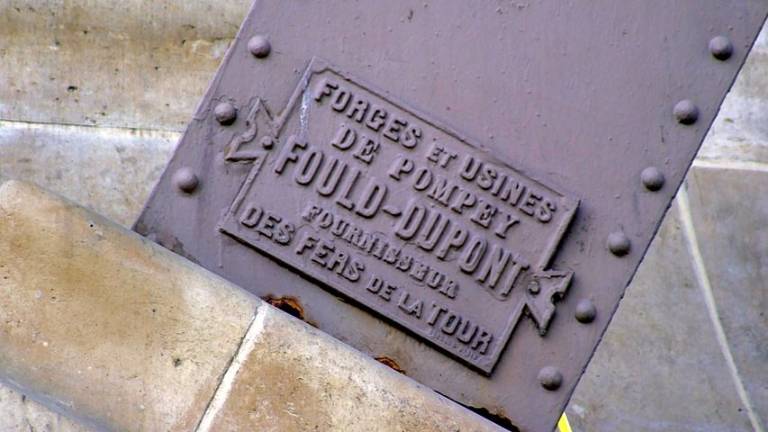 FORGES ET USINES
DE POMPEY
FOULD-DUPONT
FOURNISSEUR
DES FERS DE LA TOUR